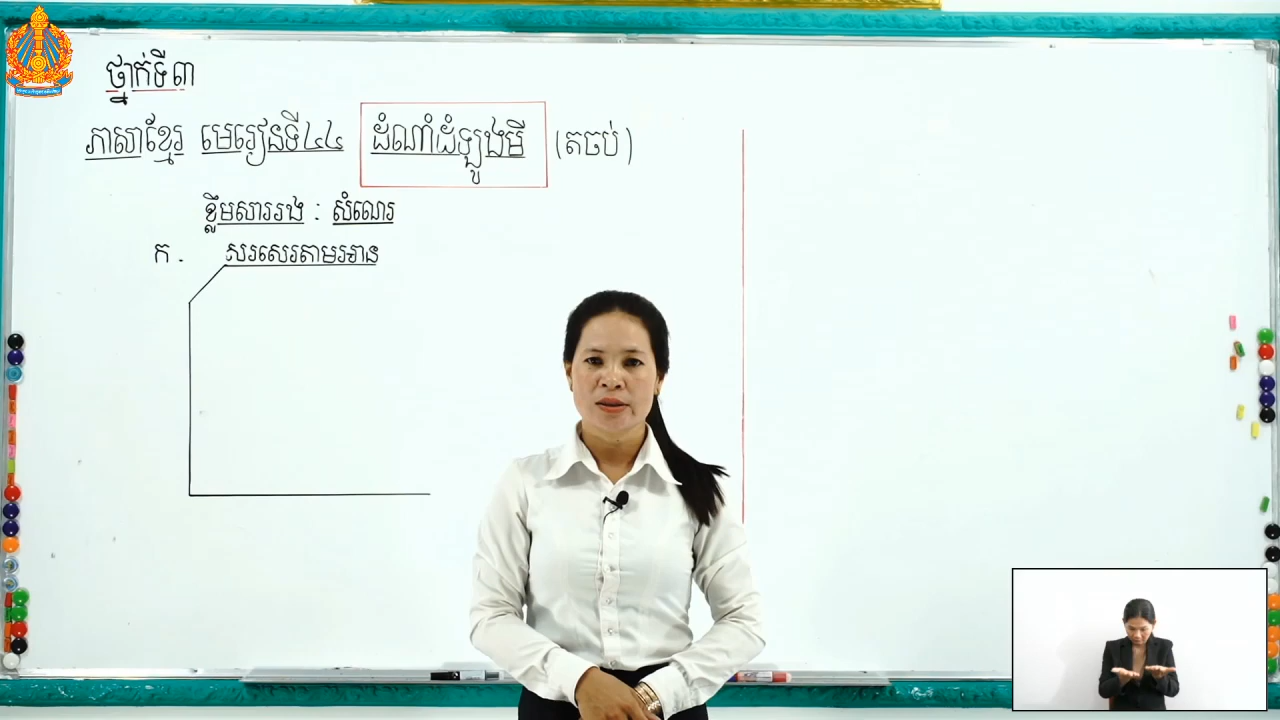 ថ្នាក់ទី៣
ភាសាខ្មែរ មេរៀនទី៤៤ ដំណាំដំឡូងមី (តចប់)
ខ្លឹមសាររង : សំណេរ
ក. សរសេរតាមអាន